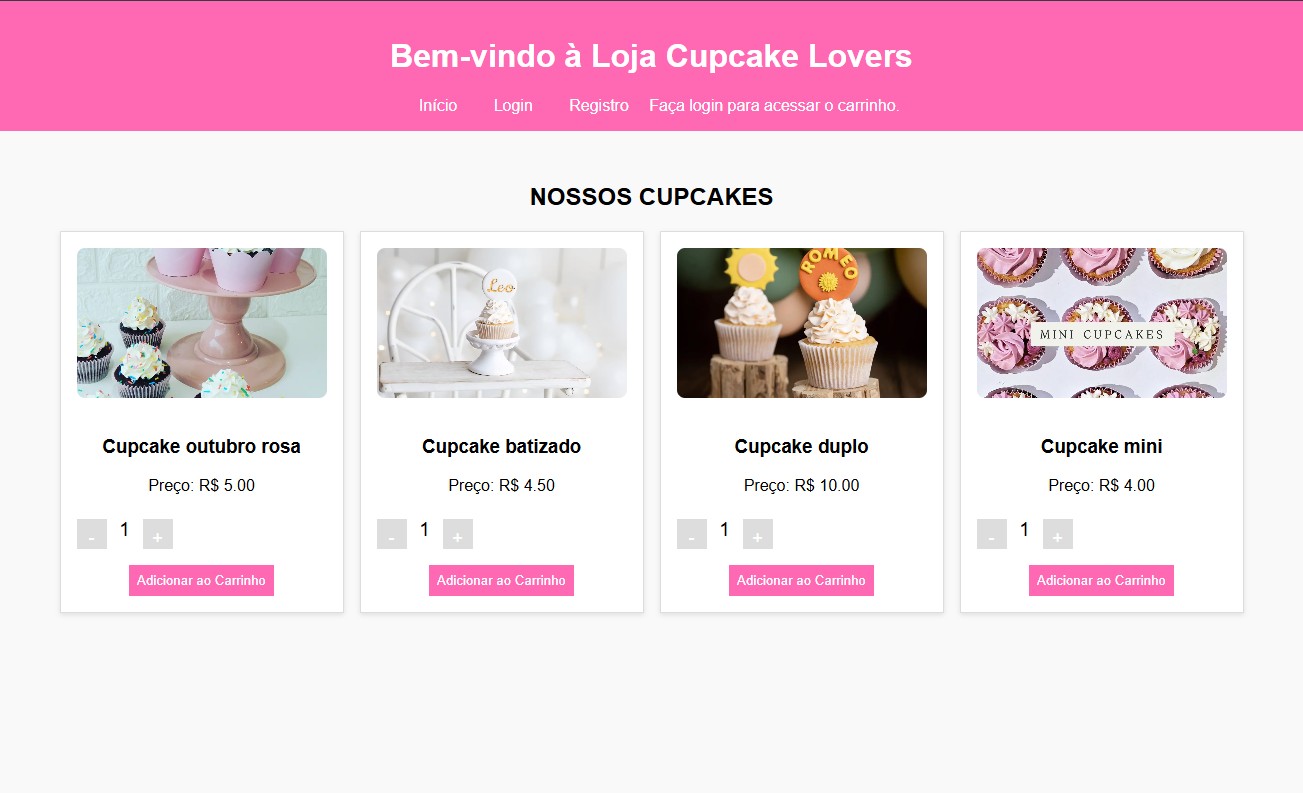 Bem-vindo à Loja Cupcake Lovers
Início Login Registro Faça login para acessar o carrinho.
NOSSOS CUPCAKES
Leo
ROMEO
MINI CUPCAKES
Cupcake outubro rosa
Preço: R$ 5.00
- 1 +
Adicionar ao Carrinho
Cupcake batizado
Preço: R$ 4.50
- 1 +
Adicionar ao Carrinho
Cupcake duplo
Preço: R$ 10.00
- 1 +
Adicionar ao Carrinho
Cupcake mini
Preço: R$ 4.00
- 1 +
Adicionar ao Carrinho